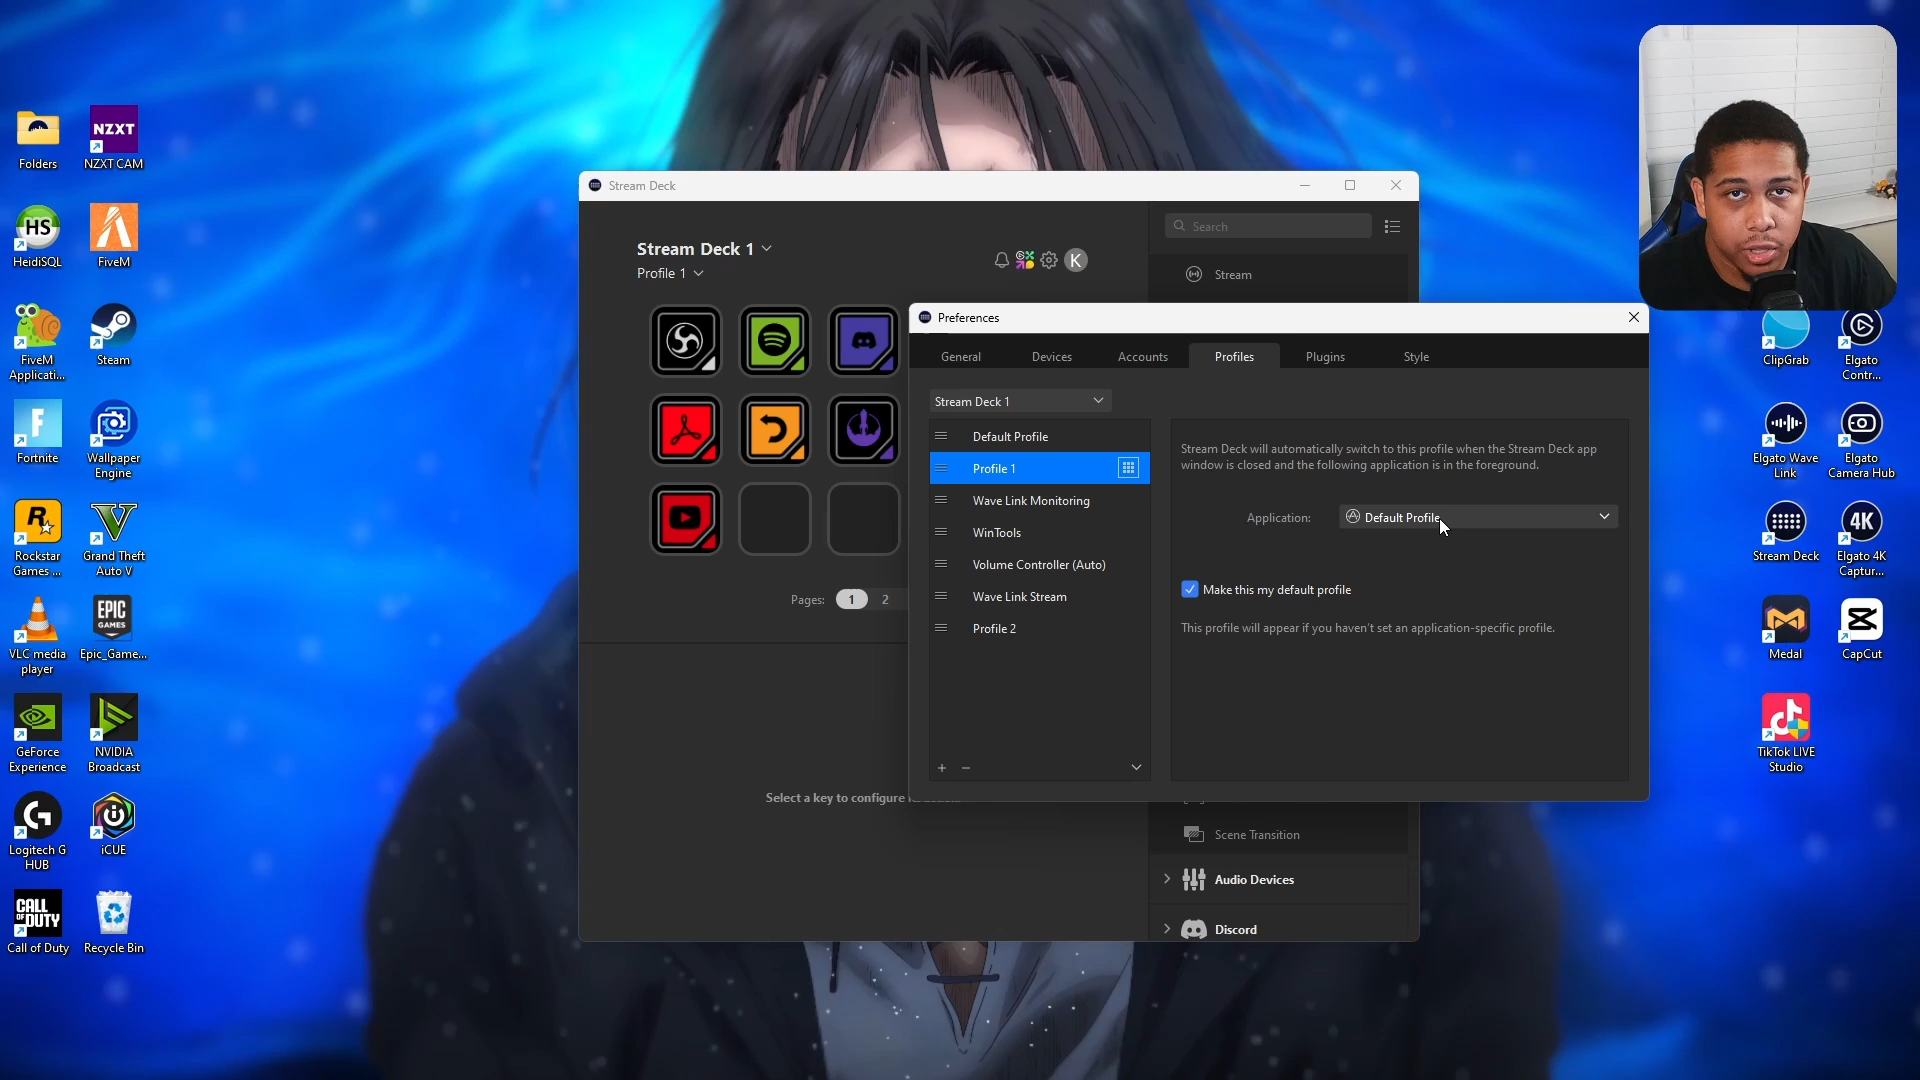 Folders
NZXT
NZXT CAM
HS
HeidiSQL
FiveM
FiveM
Applicati...
Steam
Fortnite
Wallpaper
Engine
Rockstar
Games ...
Grand Theft
Auto V
VLC media
player
EPIC
GAMES
Epic_Game...
GeForce
Experience
NVIDIA
Broadcast
Logitech G
HUB
iCUE
CALL
OF DUTY
Call of Duty
Recycle Bin
Stream Deck
Stream Deck 1
Profile 1
K
Search
Stream
Pages:
1
2
Select a key to configure
Scene Transition
Audio Devices
Discord
Preferences
General
Devices
Accounts
Profiles
Plugins
Style
Stream Deck 1
Default Profile
Profile 1
Wave Link Monitoring
WinTools
Volume Controller (Auto)
Wave Link Stream
Profile 2
Stream Deck will automatically switch to this profile when the Stream Deck app
window is closed and the following application is in the foreground.
Application:
Default Profile
Make this my default profile
This profile will appear if you haven't set an application-specific profile.
ClipGrab
Elgato
Contr...
Elgato Wave
Link
Elgato
Camera Hub
Stream Deck
4K
Elgato 4K
Captur...
Medal
CapCut
TikTok LIVE
Studio